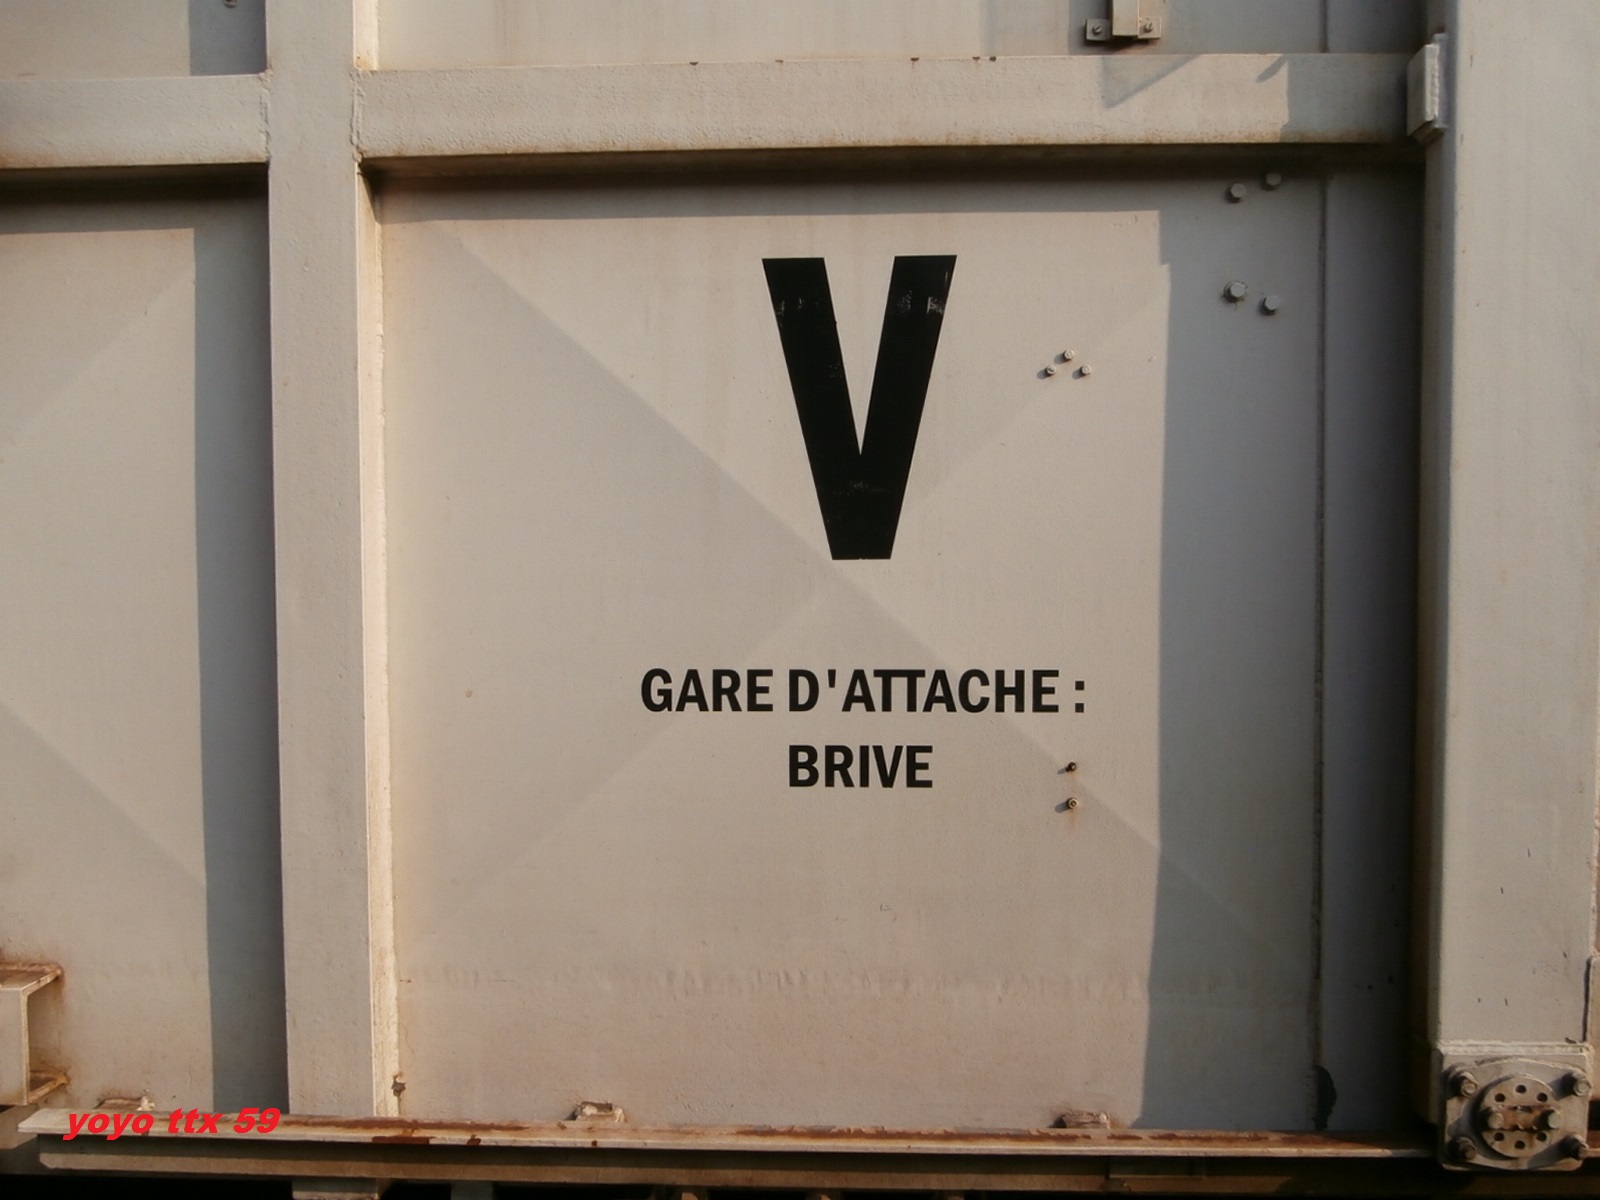 V
GARE D'ATTACHE :
BRIVE
yoyo ttx 59